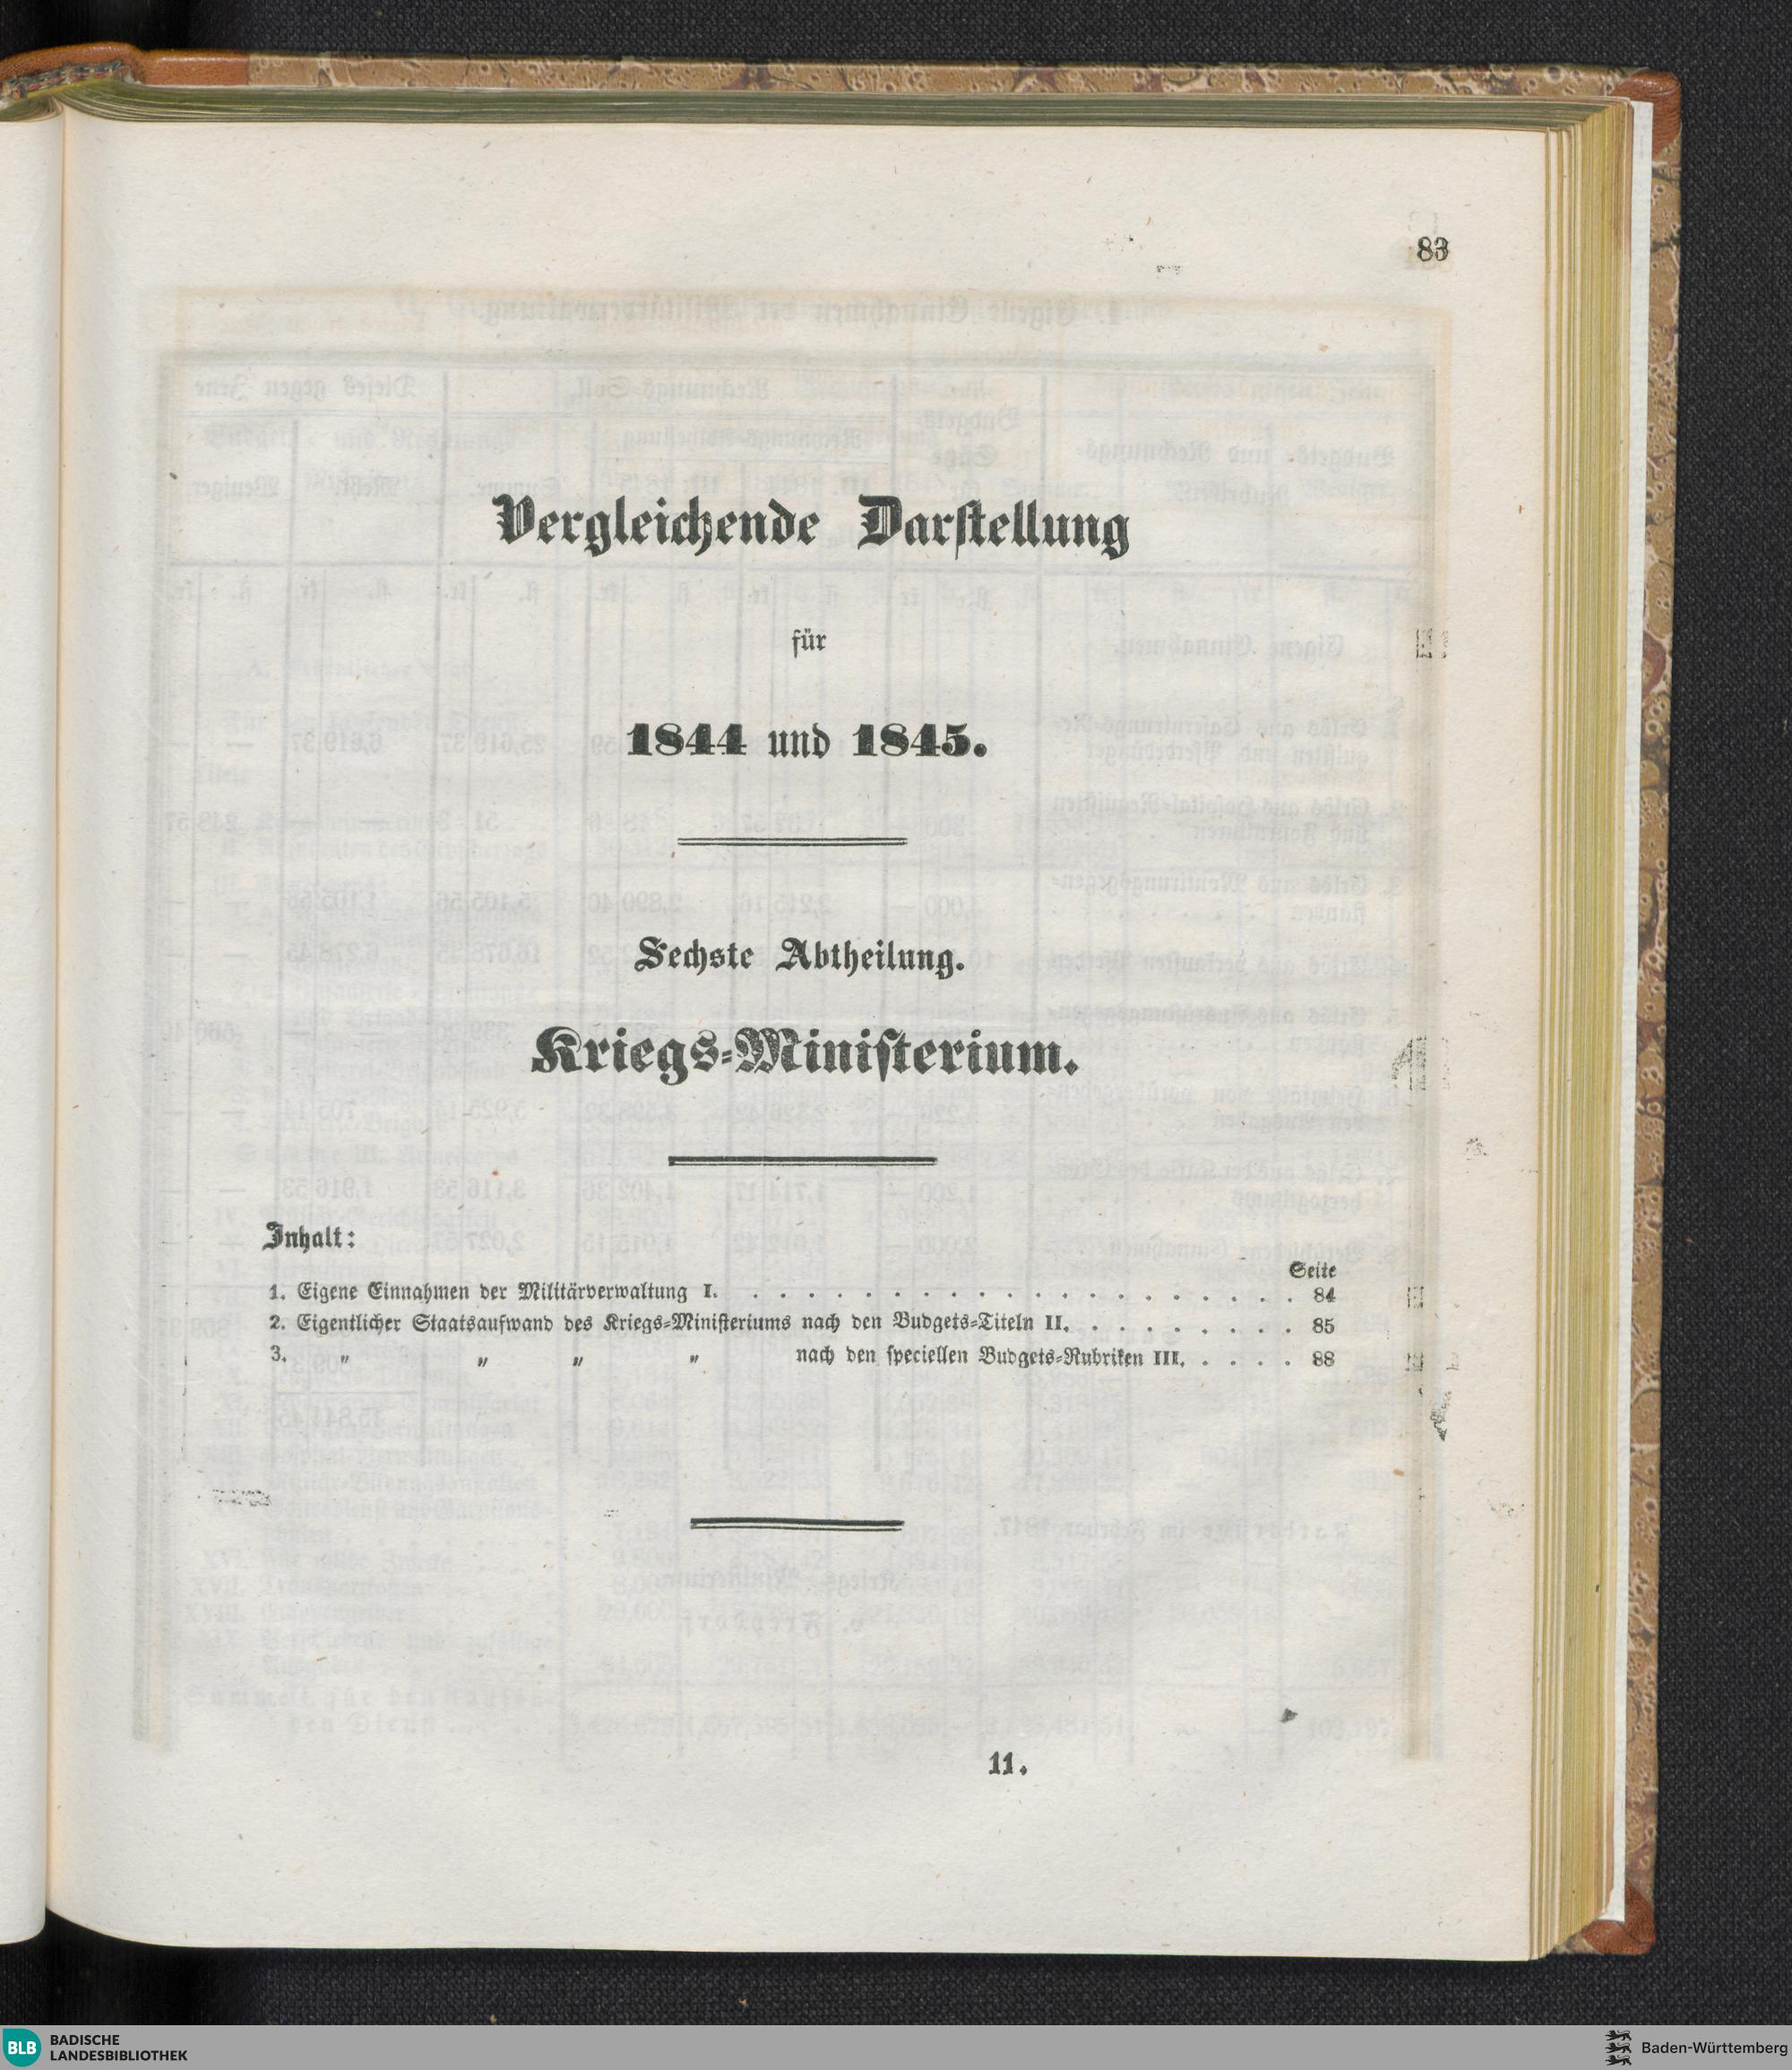 83
Vergleichende Darstellung
für
1844 und 1845.
Sechste Abtheilung.
Kriegs-Ministerium.
Inhalt:
Seite
1. Eigene Einnahmen der Militärverwaltung I. . . . . . . . . . . . . . . . . . . . . . 84
2. Eigentlicher Staatsaufwand des Kriegs-Ministeriums nach den Budgets-Titeln II. . . . . . . . . . 85
3. " " " " nach den speciellen Budgets-Rubriken III. . . . . 88
11.
BLB BADISCHE
LANDESBIBLIOTHEK
Baden-Württemberg